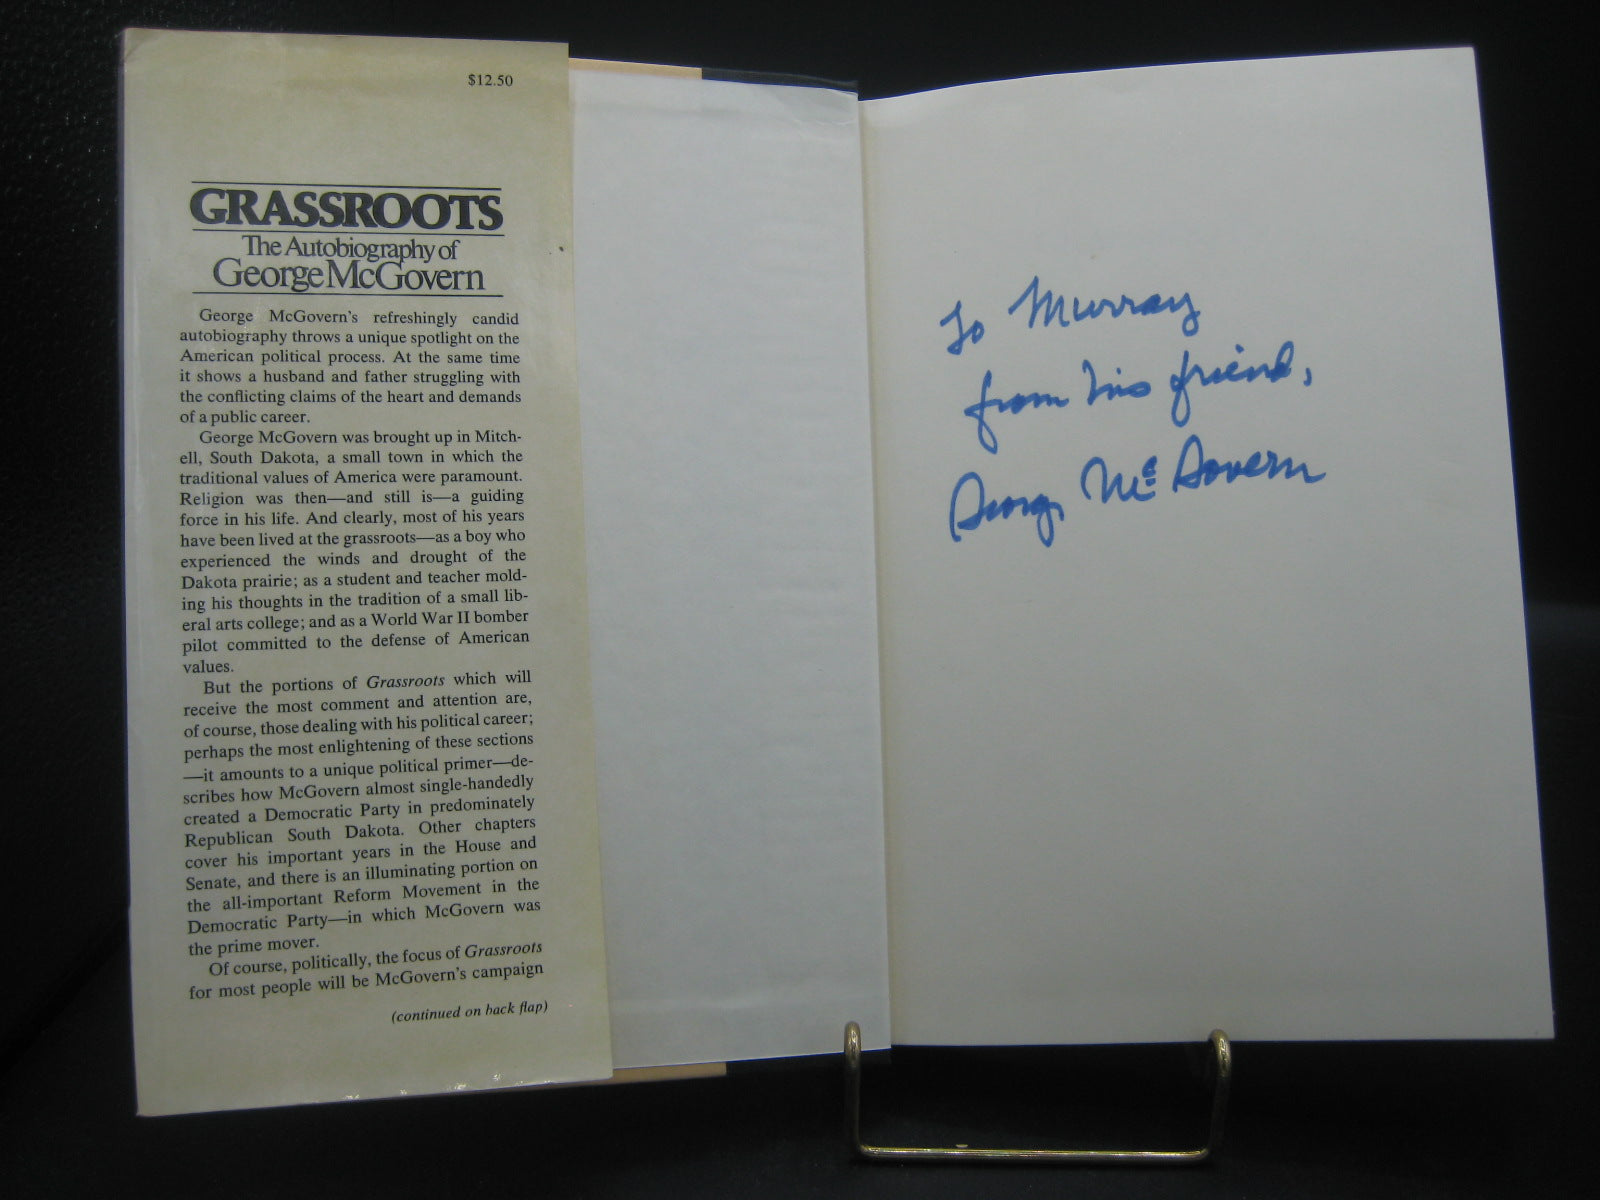 $12.50
GRASSROOTS
The Autobiography of
George McGovern
George McGovern's refreshingly candid
autobiography throws a unique spotlight on the
American political process. At the same time
it shows a husband and father struggling with
the conflicting claims of the heart and demands
of a public career.
George McGovern was brought up in Mitch-
ell, South Dakota, a small town in which the
traditional values of America were paramount.
Religion was then—and still is—a guiding
force in his life. And clearly, most of his years
have been lived at the grassroots—as a boy who
experienced the winds and drought of the
Dakota prairie; as a student and teacher mold-
ing his thoughts in the tradition of a small lib-
eral arts college; and as a World War II bomber
pilot committed to the defense of American
values.
But the portions of Grassroots which will
receive the most comment and attention are,
of course, those dealing with his political career;
perhaps the most enlightening of these sections
—it amounts to a unique political primer—de-
scribes how McGovern almost single-handedly
created a Democratic Party in predominately
Republican South Dakota. Other chapters
cover his important years in the House and
Senate, and there is an illuminating portion on
the all-important Reform Movement in the
Democratic Party—in which McGovern was
the prime mover.
Of course, politically, the focus of Grassroots
for most people will be McGovern's campaign
(continued on back flap)
To Murray
from his friend,
George McGovern